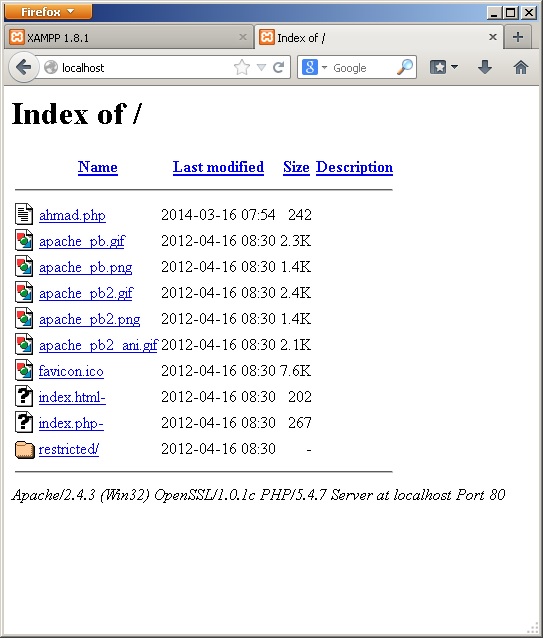 Firefox
XAMPP 1.8.1
Index of /
localhost
Google
Index of /
Name Last modified Size Description
ahmad.php 2014-03-16 07:54 242
apache_pb.gif 2012-04-16 08:30 2.3K
apache_pb.png 2012-04-16 08:30 1.4K
apache_pb2.gif 2012-04-16 08:30 2.4K
apache_pb2.png 2012-04-16 08:30 1.4K
apache_pb2_ani.gif 2012-04-16 08:30 2.1K
favicon.ico 2012-04-16 08:30 7.6K
index.html- 2012-04-16 08:30 202
index.php- 2012-04-16 08:30 267
restricted/ 2012-04-16 08:30 -
Apache/2.4.3 (Win32) OpenSSL/1.0.1c PHP/5.4.7 Server at localhost Port 80